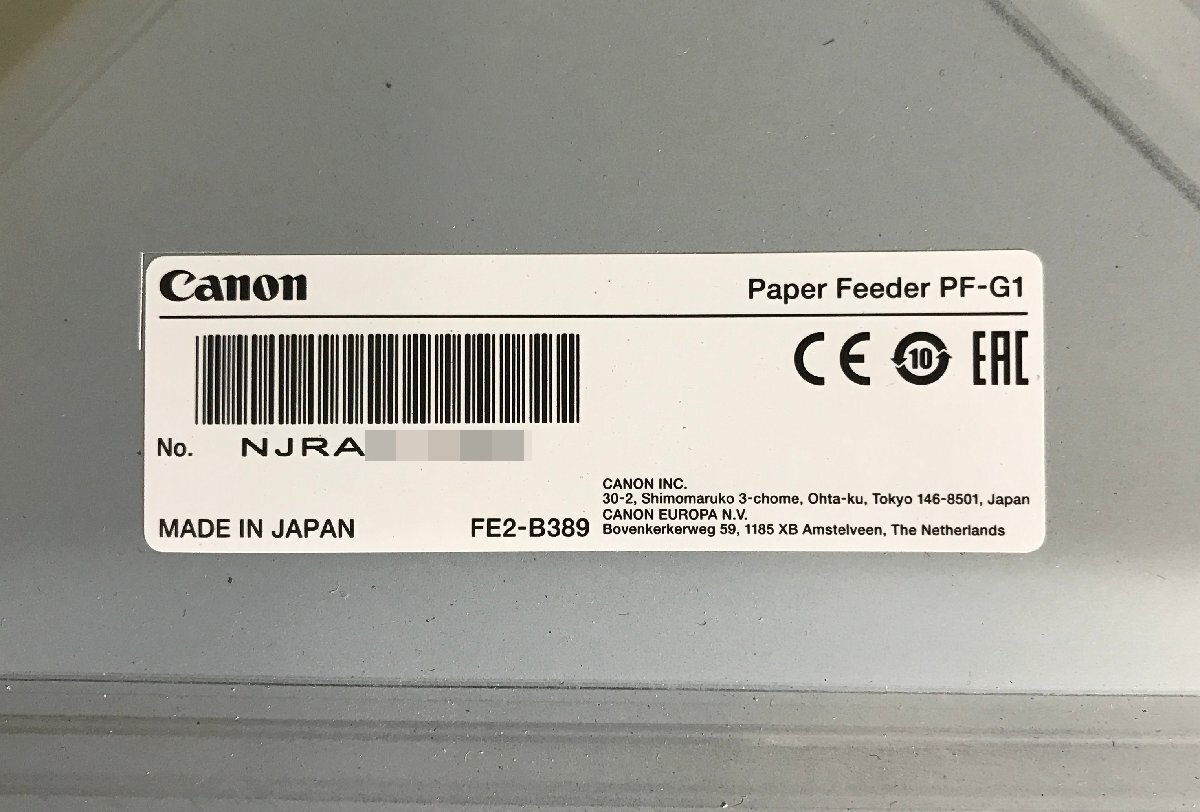 Canon
Paper Feeder PF-G1
CE 10 EAC
No. NJRA
MADE IN JAPAN
FE2-B389
CANON INC.
30-2, Shimomaruko 3-chome, Ohta-ku, Tokyo 146-8501, Japan
CANON EUROPA N.V.
Bovenkerkerweg 59, 1185 XB Amstelveen, The Netherlands